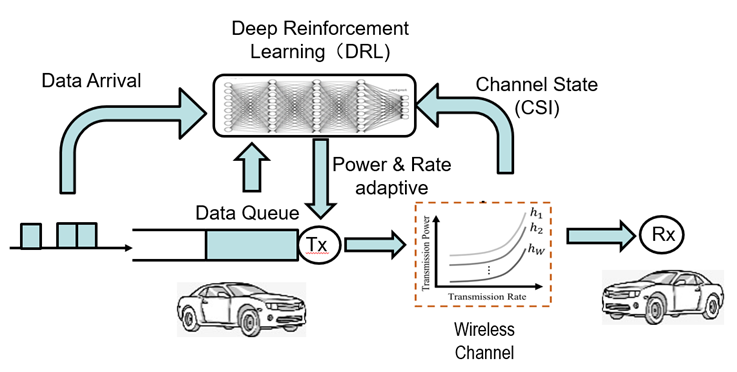 Deep Reinforcement
Learning (DRL)
Data Arrival
Channel State
(CSI)
Power & Rate
adaptive
Data Queue
Tx
Transmission Power
h1
h2
hW
⋮
Transmission Rate
Rx
Wireless
Channel